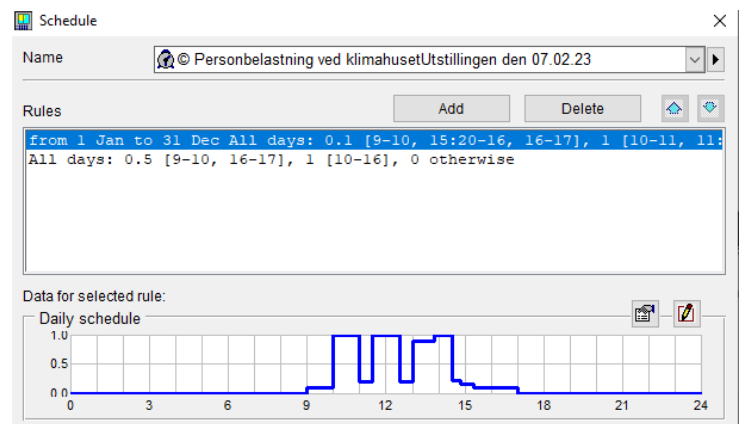 Schedule
Name © Personbelastning ved klimahusetUtstillingen den 07.02.23
Rules Add Delete
from 1 Jan to 31 Dec All days: 0.1 [9-10, 15:20-16, 16-17], 1 [10-11, 11:
All days: 0.5 [9-10, 16-17], 1 [10-16], 0 otherwise
Data for selected rule:
Daily schedule
1.0
0.5
0.0
0 3 6 9 12 15 18 21 24